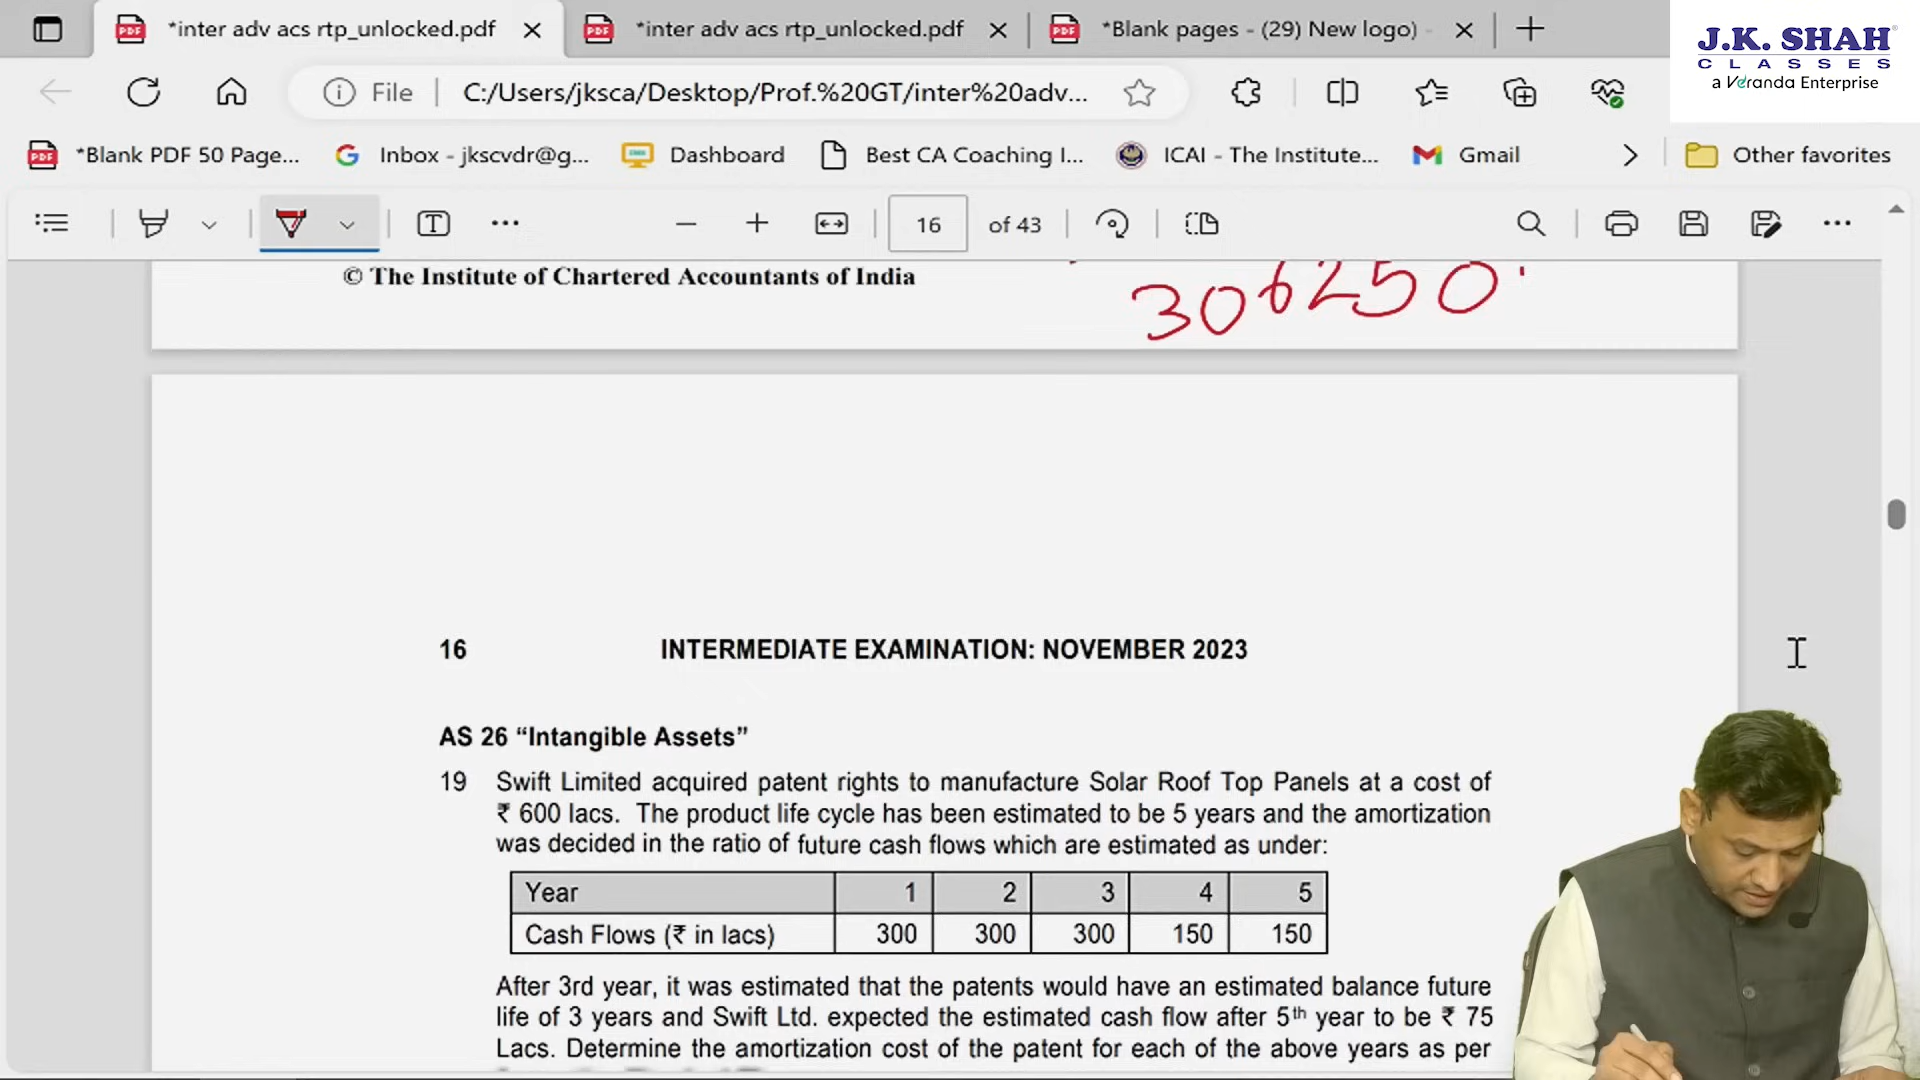 *inter adv acs rtp_unlocked.pdf
*inter adv acs rtp_unlocked.pdf
*Blank pages - (29) New logo)
J.K. SHAH
CLASSES
a Veranda Enterprise
File
C:/Users/jksca/Desktop/Prof.%20GT/inter%20adv...
*Blank PDF 50 Page...
Inbox - jkscvdr@g...
Dashboard
Best CA Coaching I...
ICAI - The Institute...
Gmail
Other favorites
16 of 43
© The Institute of Chartered Accountants of India
306250
16 INTERMEDIATE EXAMINATION: NOVEMBER 2023
AS 26 “Intangible Assets”
19 Swift Limited acquired patent rights to manufacture Solar Roof Top Panels at a cost of
₹ 600 lacs. The product life cycle has been estimated to be 5 years and the amortization
was decided in the ratio of future cash flows which are estimated as under:
Year 1 2 3 4 5
Cash Flows (₹ in lacs) 300 300 300 150 150
After 3rd year, it was estimated that the patents would have an estimated balance future
life of 3 years and Swift Ltd. expected the estimated cash flow after 5th year to be ₹ 75
Lacs. Determine the amortization cost of the patent for each of the above years as per